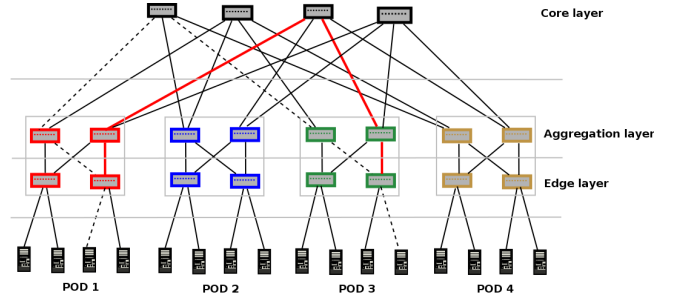 Core layer
Aggregation layer
Edge layer
POD 1
POD 2
POD 3
POD 4